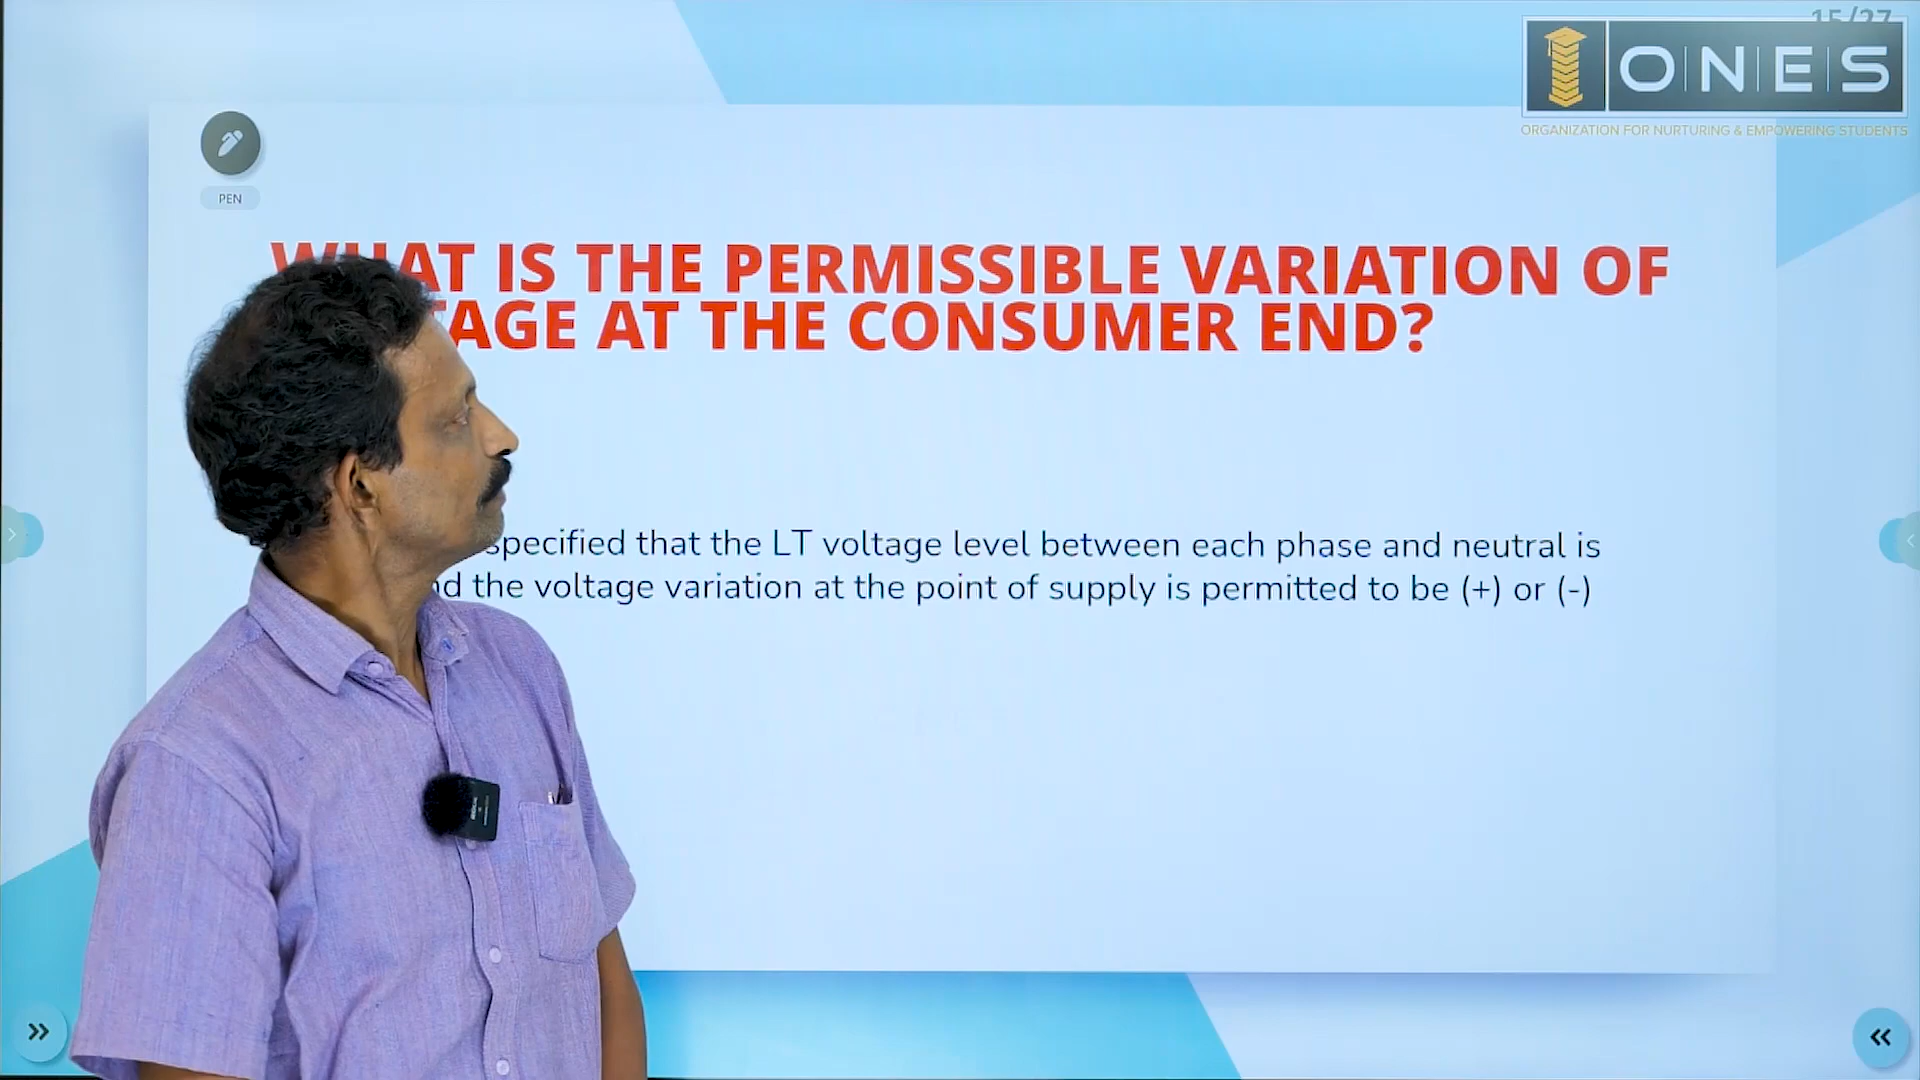 15/27
ONES
ORGANIZATION FOR NURTURING & EMPOWERING STUDENTS
PEN
WHAT IS THE PERMISSIBLE VARIATION OF
TAGE AT THE CONSUMER END?
specified that the LT voltage level between each phase and neutral is
the voltage variation at the point of supply is permitted to be (+) or (-)